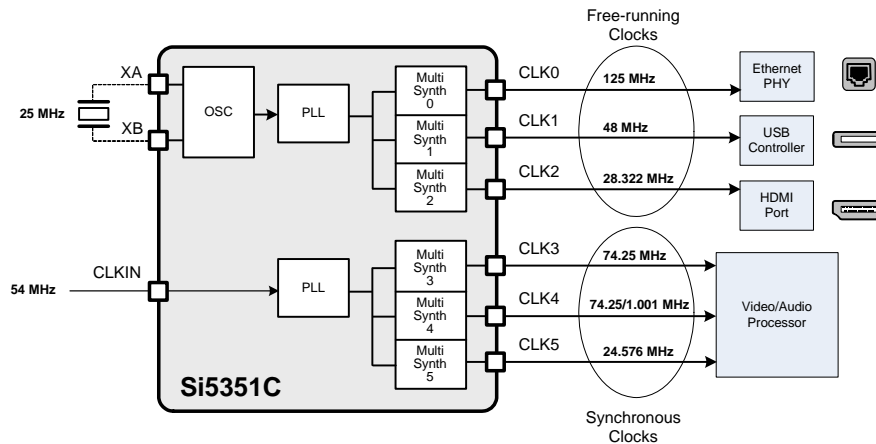 Free-running
Clocks
XA
25 MHz
XB
OSC
PLL
Multi
Synth
0
Multi
Synth
1
Multi
Synth
2
CLK0
125 MHz
CLK1
48 MHz
CLK2
28.322 MHz
Ethernet
PHY
USB
Controller
HDMI
Port
CLKIN
54 MHz
PLL
Multi
Synth
3
Multi
Synth
4
Multi
Synth
5
CLK3
74.25 MHz
CLK4
74.25/1.001 MHz
CLK5
24.576 MHz
Video/Audio
Processor
Si5351C
Synchronous
Clocks